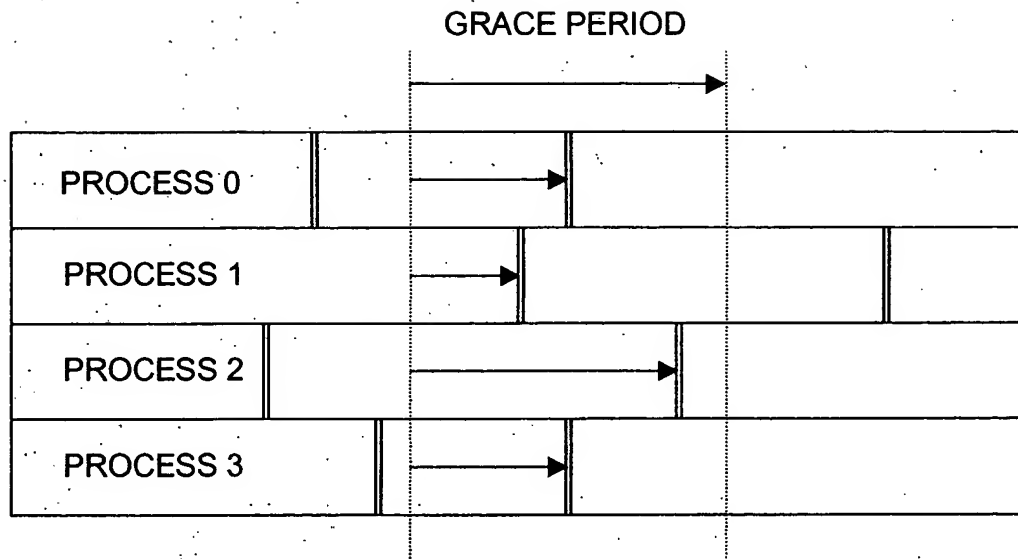 GRACE PERIOD
PROCESS 0
PROCESS 1
PROCESS 2
PROCESS 3